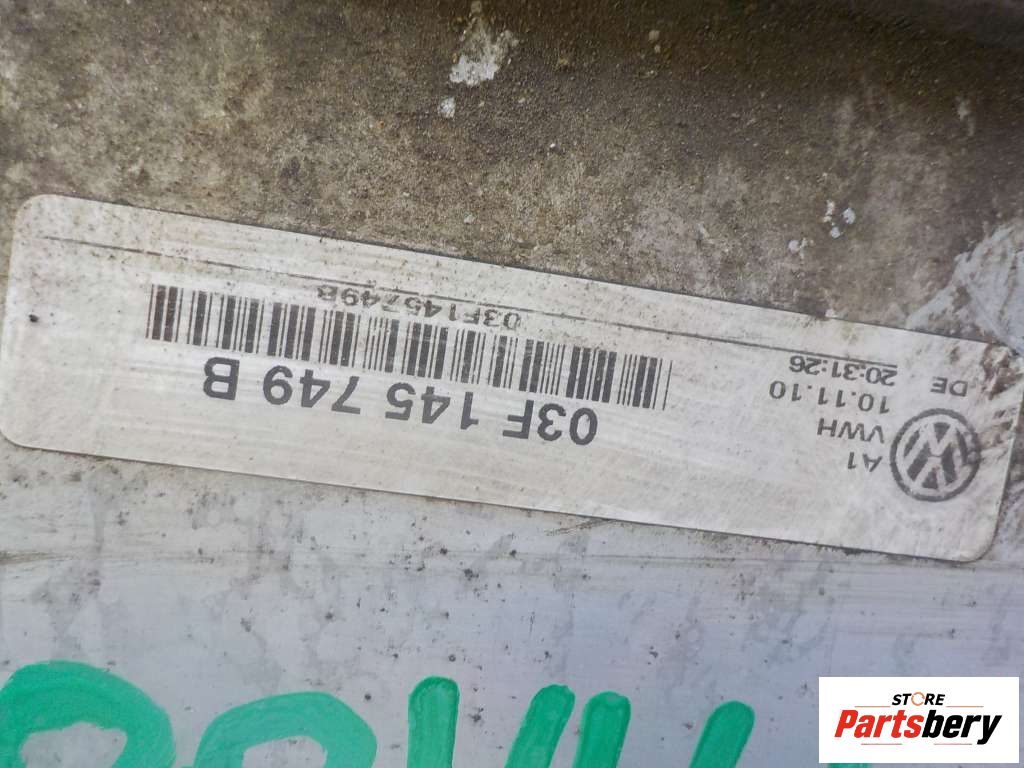 A1
VWH
10.11.10
20:31:26
DE
03F 145 749 B
03F145749B
STORE
Partsbery